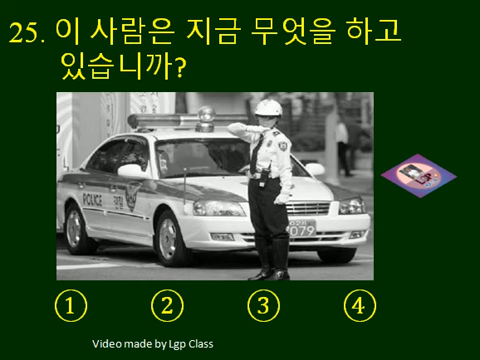 25. 이 사람은 지금 무엇을 하고
있습니까?
POLICE 경찰
079
① ② ③ ④
Video made by Lgp Class